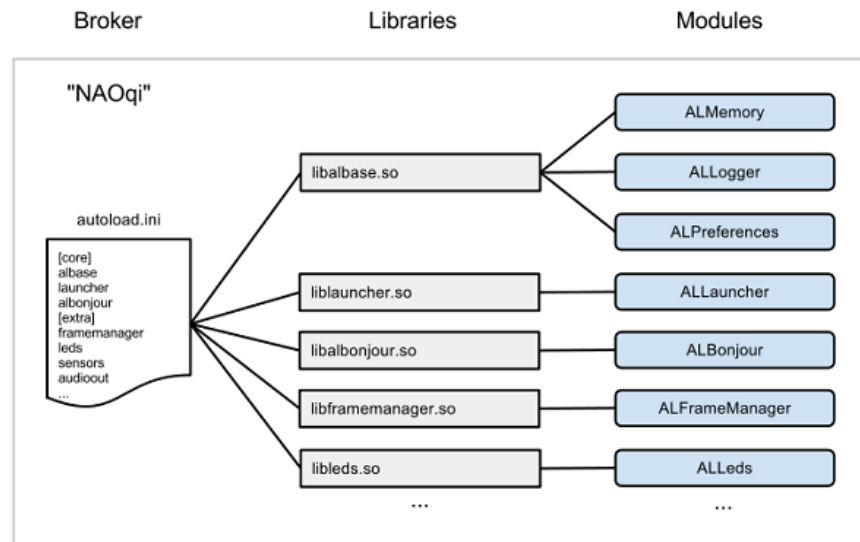 Broker
Libraries
Modules
"NAOqi"
autoload.ini
[core]
albase
launcher
albonjour
[extra]
framemanager
leds
sensors
audioout
...
libalbase.so
liblauncher.so
libalbonjour.so
libframemanager.so
libleds.so
...
ALMemory
ALLogger
ALPreferences
ALLauncher
ALBonjour
ALFrameManager
ALLeds
...